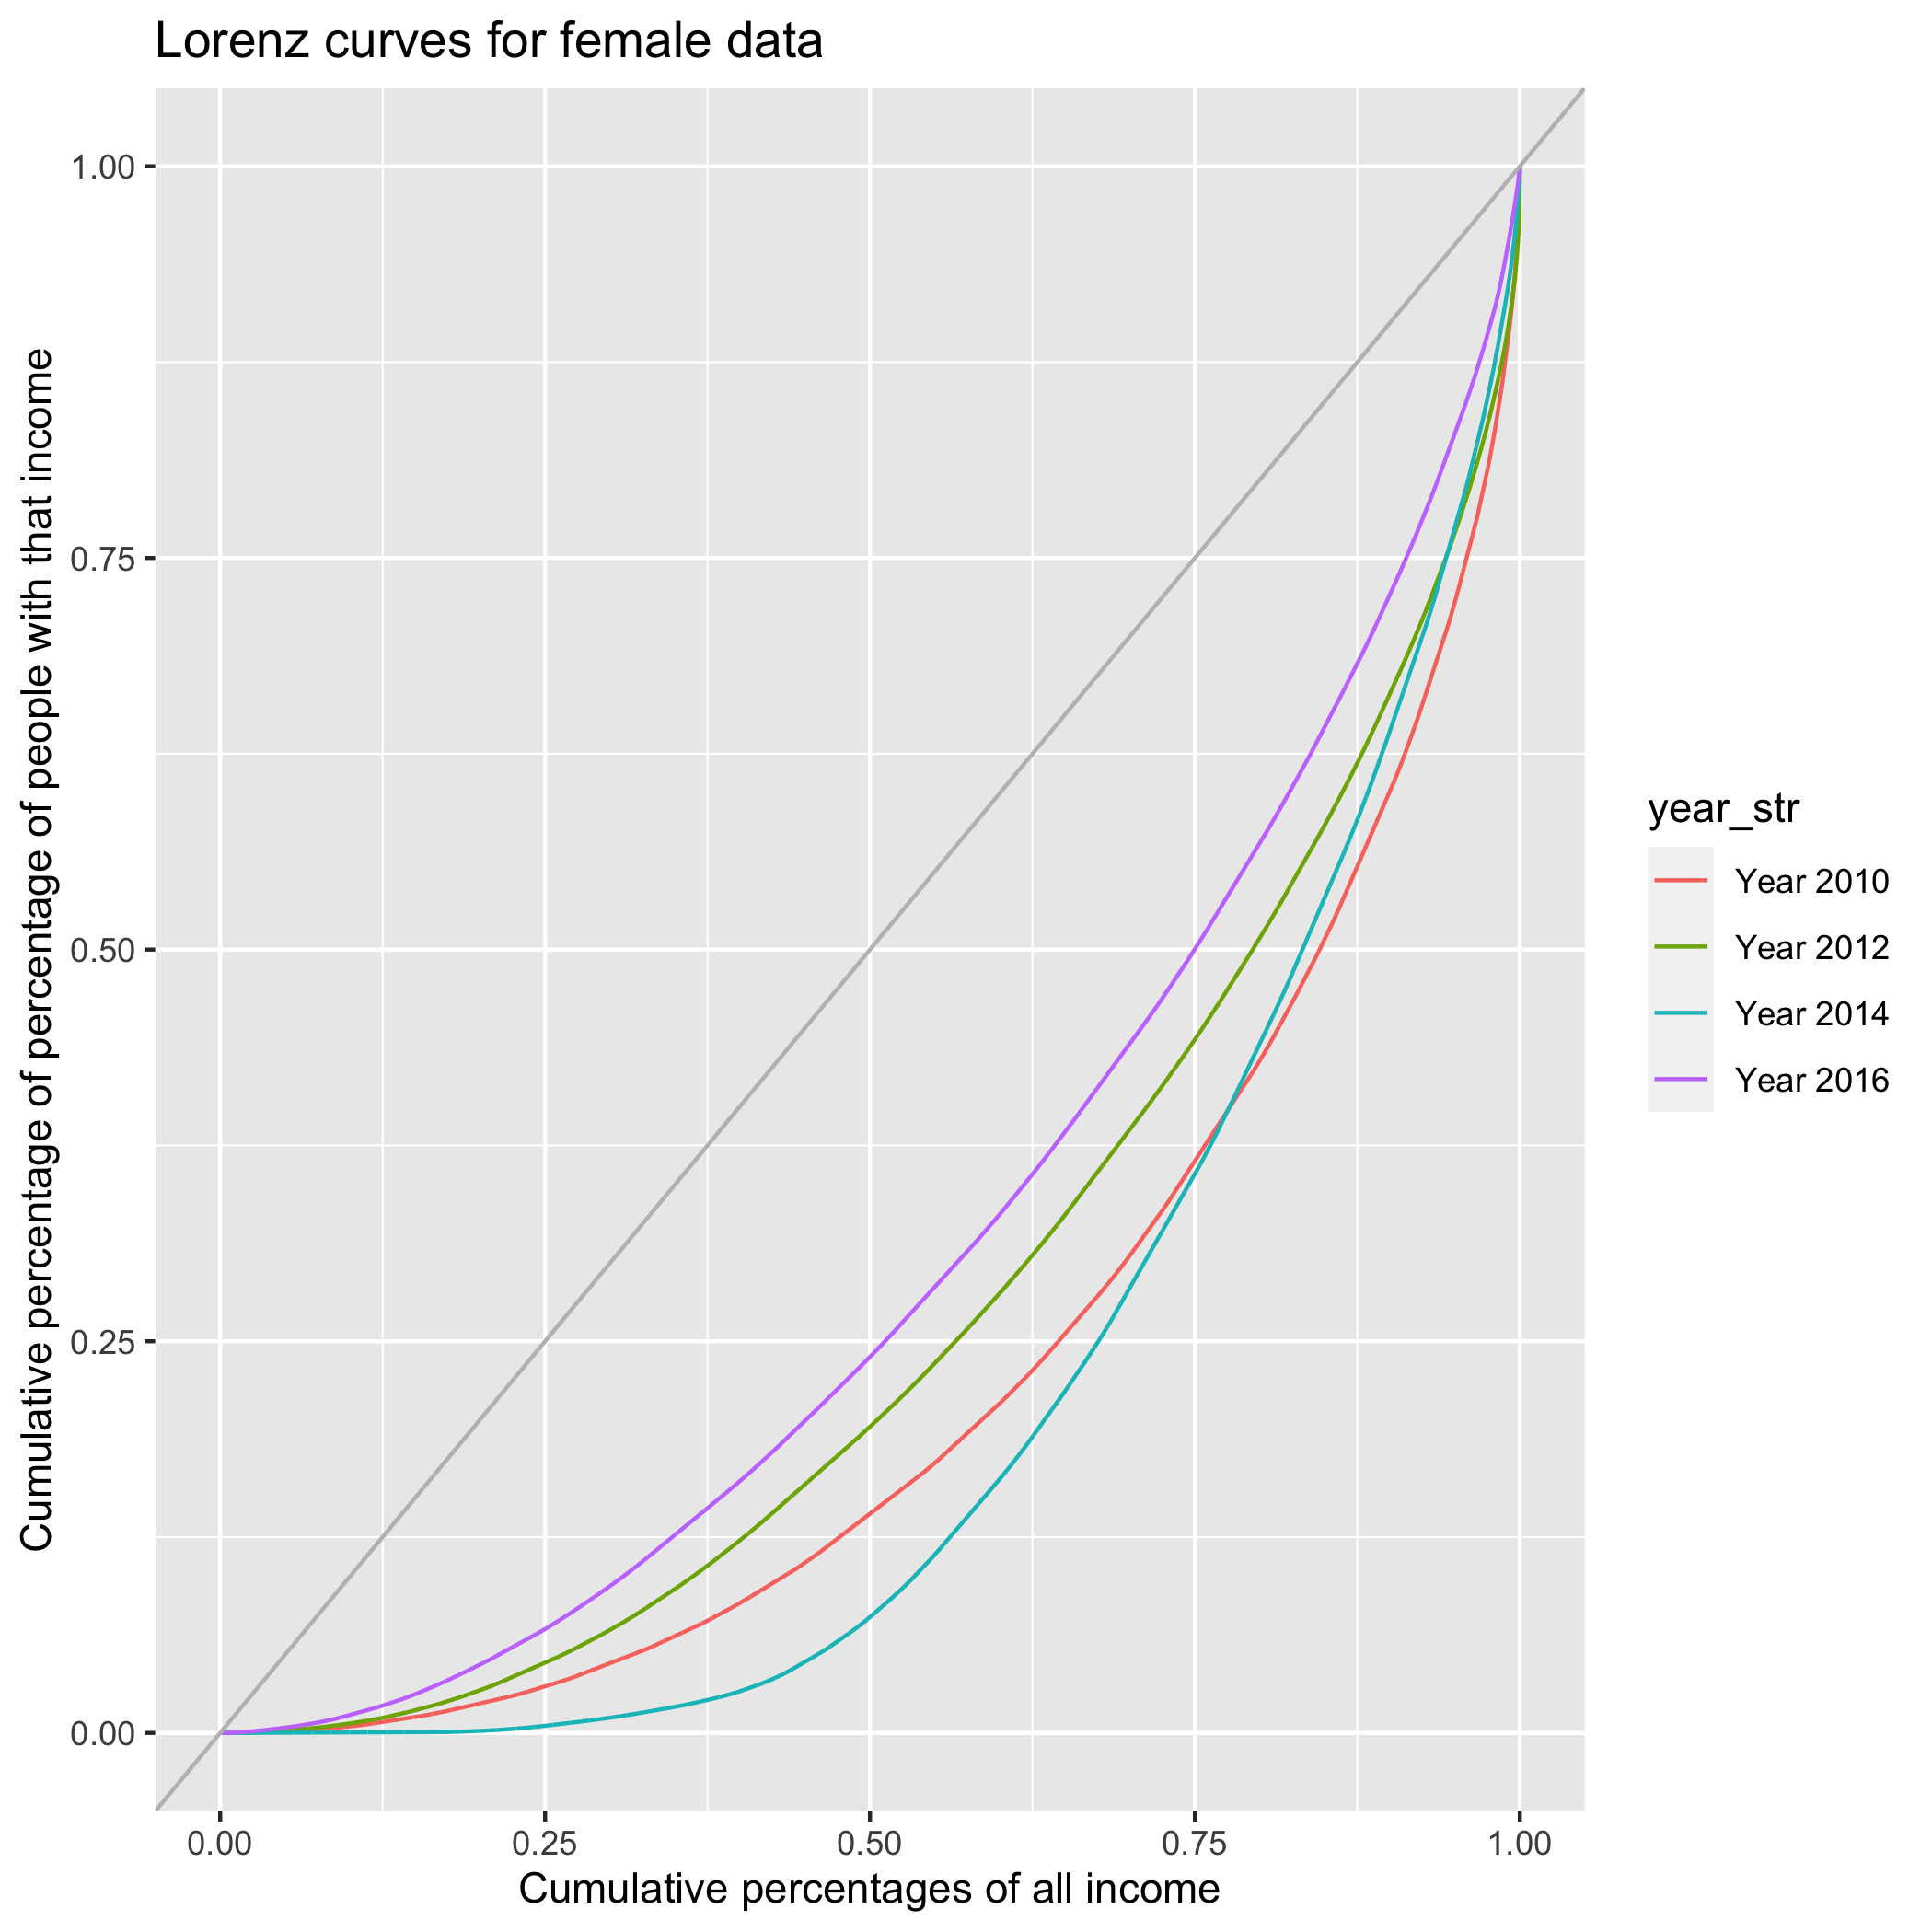 Lorenz curves for female data
Cumulative percentage of percentage of people with that income
1.00
0.75
0.50
0.25
0.00
0.00 0.25 0.50 0.75 1.00
Cumulative percentages of all income
year_str
Year 2010
Year 2012
Year 2014
Year 2016